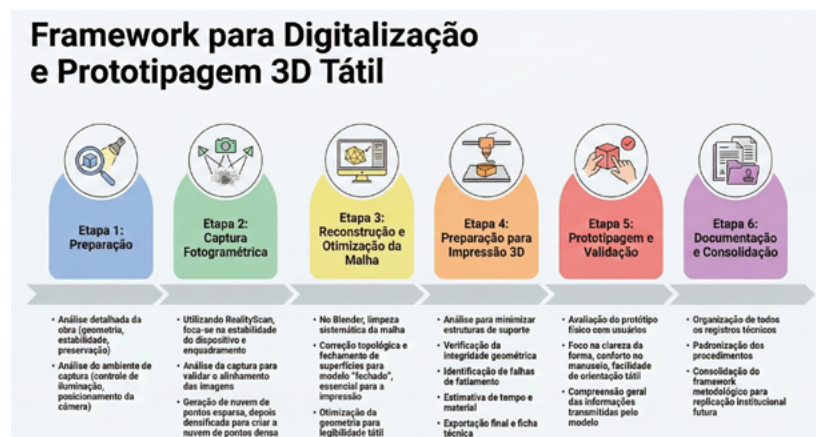 Framework para Digitalização
e Prototipagem 3D Tátil
Etapa 1:
Preparação
Etapa 2:
Captura
Fotogramétrica
Etapa 3:
Reconstrução e
Otimização da
Malha
Etapa 4:
Preparação para
Impressão 3D
Etapa 5:
Prototipagem e
Validação
Etapa 6:
Documentação
e Consolidação
• Análise detalhada da
obra (geometria,
estabilidade,
preservação)
• Análise do ambiente de
captura (controle de
iluminação,
posicionamento da
câmera)
• Utilizando RealityScan,
foca-se na estabilidade
do dispositivo e
enquadramento
• Análise da captura para
validar o alinhamento
das imagens
• Geração de nuvem de
pontos esparsa, depois
densificada para criar a
nuvem de pontos densa
• No Blender, limpeza
sistemática da malha
• Correção topológica e
fechamento de
superfícies para
modelo "fechado",
essencial para a
impressão
• Otimização da
geometria para
legibilidade tátil
• Análise para minimizar
estruturas de suporte
• Verificação da
integridade geométrica
• Identificação de falhas
de fatiamento
• Estimativa de tempo e
material
• Exportação final e ficha
técnica
• Avaliação do protótipo
físico com usuários
• Foco na clareza da
forma, conforto no
manuseio, facilidade
de orientação tátil
• Compreensão geral
das informações
transmitidas pelo
modelo
• Organização de todos
os registros técnicos
• Padronização dos
procedimentos
• Consolidação do
framework
metodológico para
replicação institucional
futura